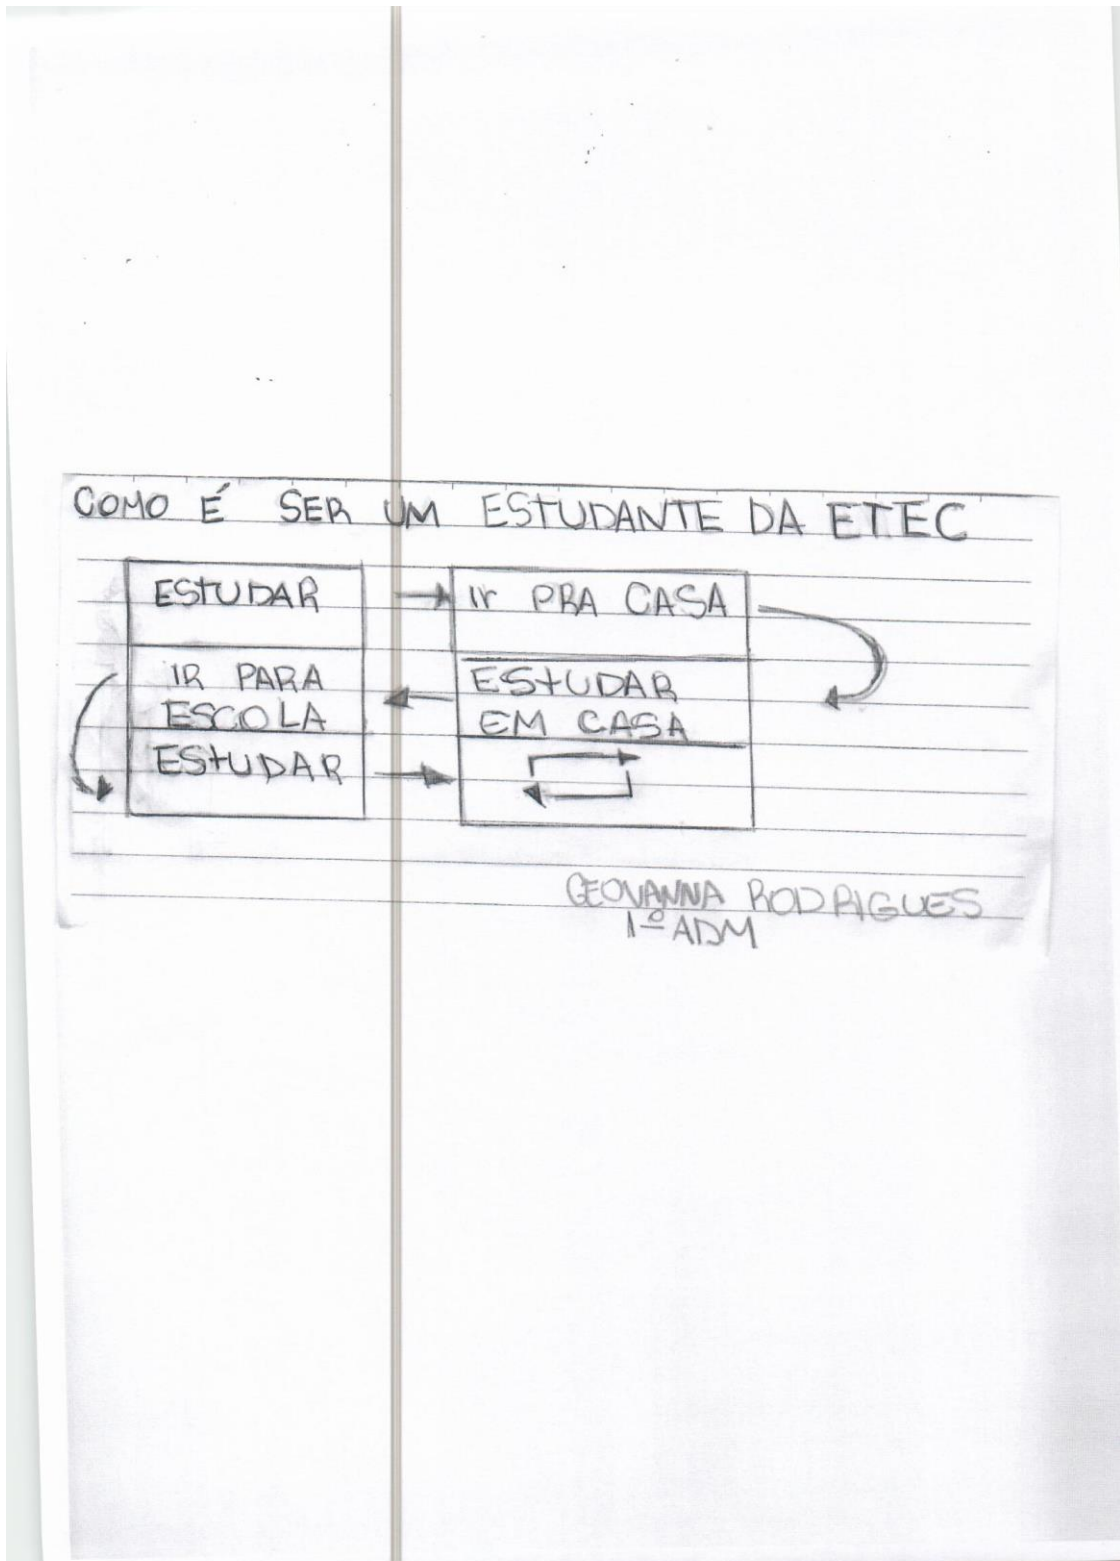 COMO É SER UM ESTUDANTE DA ETEC
ESTUDAR
Ir PRA CASA
ESTUDAR
EM CASA
IR PARA
ESCOLA
ESTUDAR
GEOVANNA RODRIGUES
1º ADM